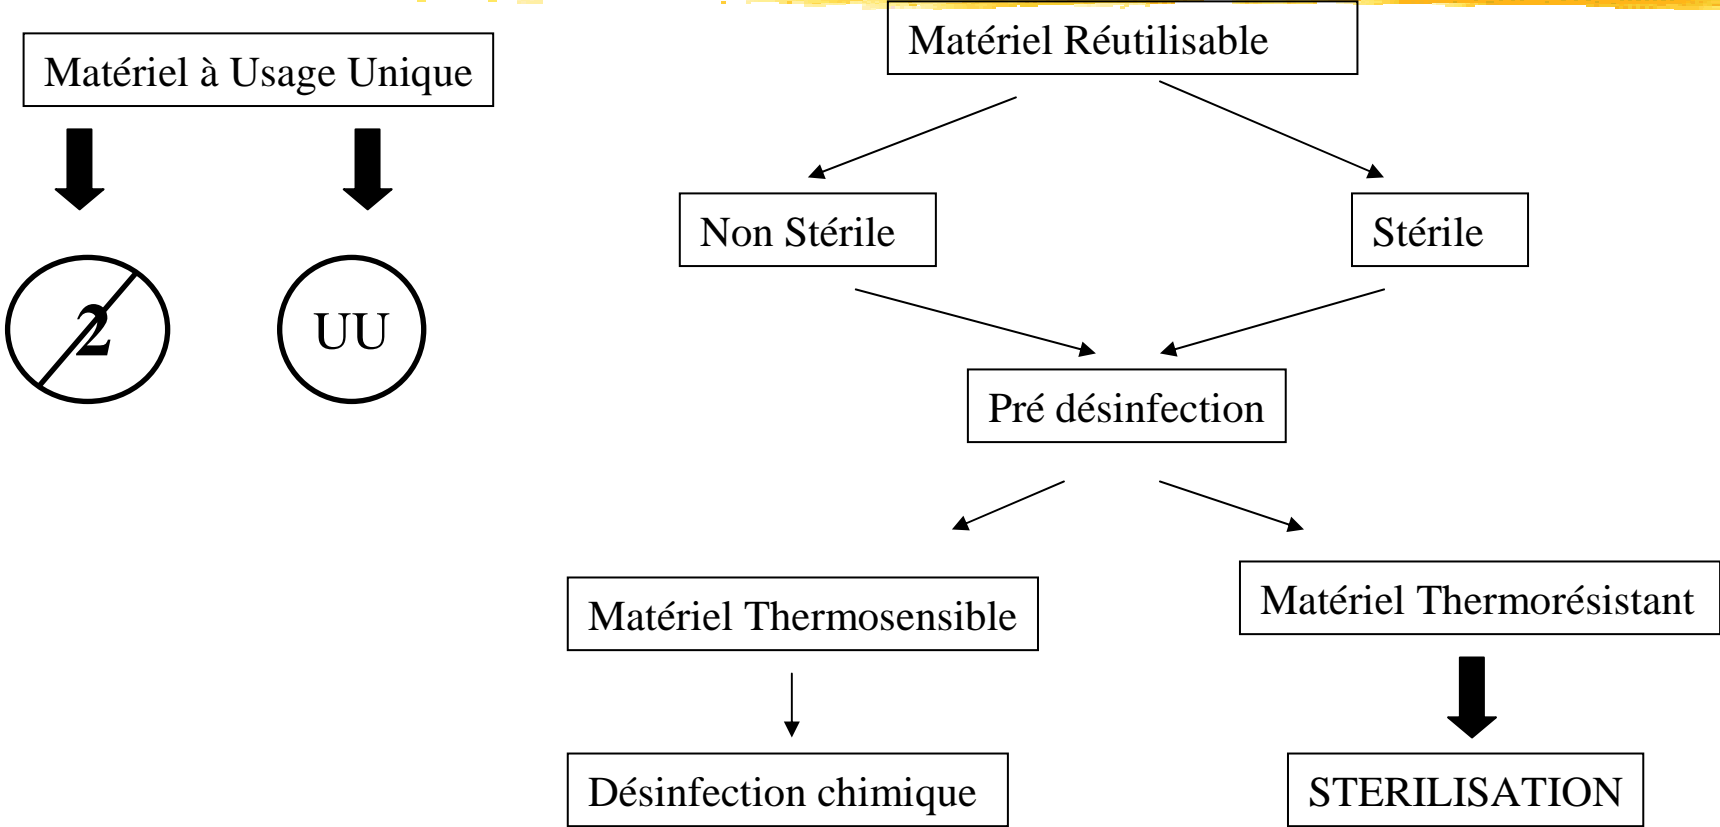 Matériel à Usage Unique
Matériel Réutilisable
Non Stérile
Stérile
2
UU
Pré désinfection
Matériel Thermosensible
Matériel Thermorésistant
Désinfection chimique
STERILISATION